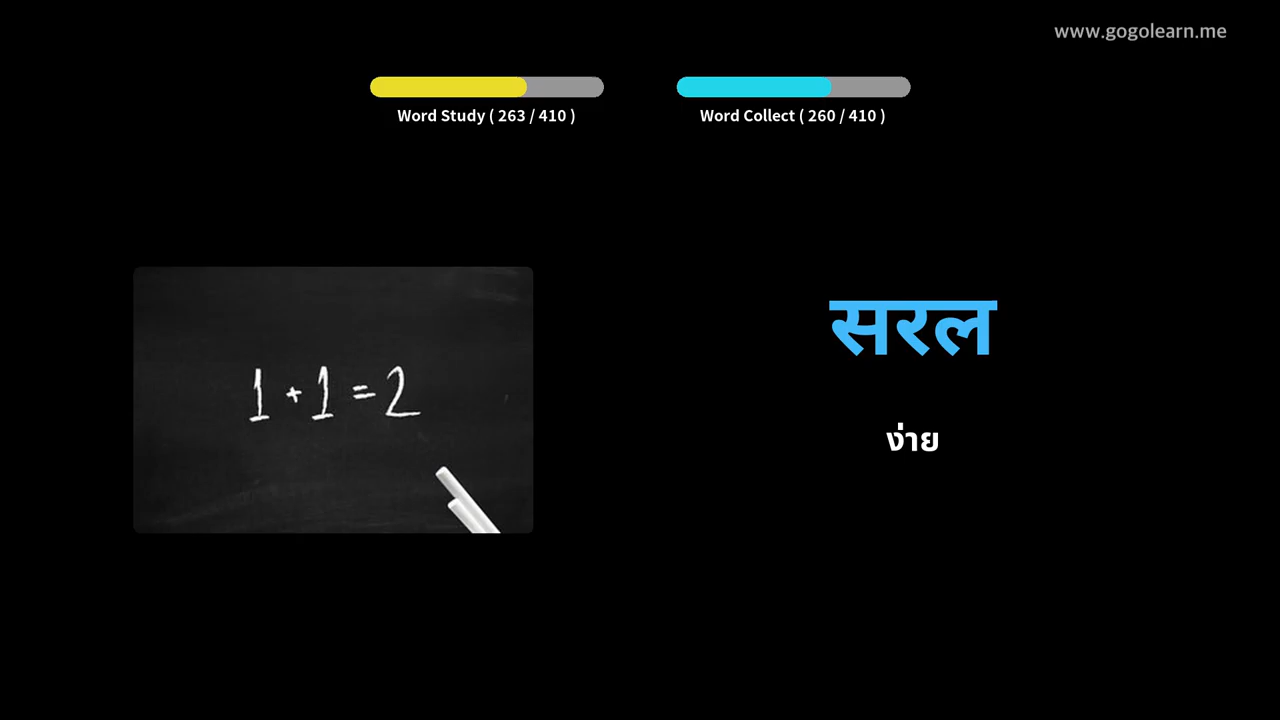 www.gogolearn.me
Word Study ( 263 / 410 )
Word Collect ( 260 / 410 )
1 + 1 = 2
सरल
ง่าย